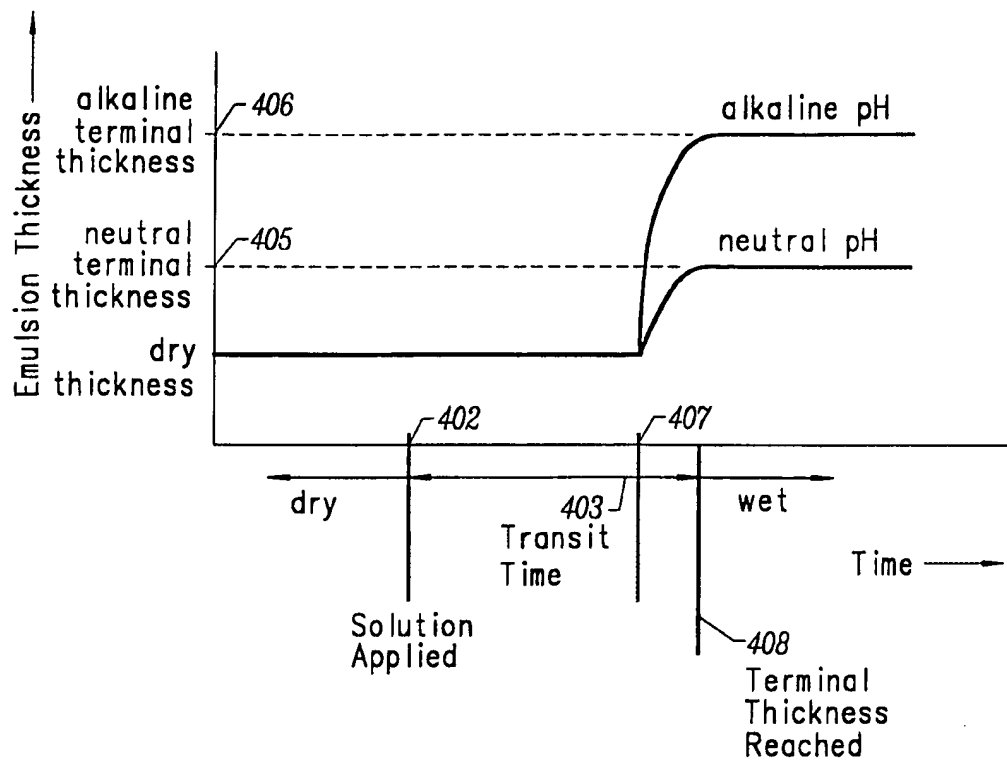 Emulsion Thickness
alkaline
terminal
thickness
406
alkaline pH
neutral
terminal
thickness
405
neutral pH
dry
thickness
402
407
dry
403
wet
Transit
Time
Time
Solution
Applied
408
Terminal
Thickness
Reached